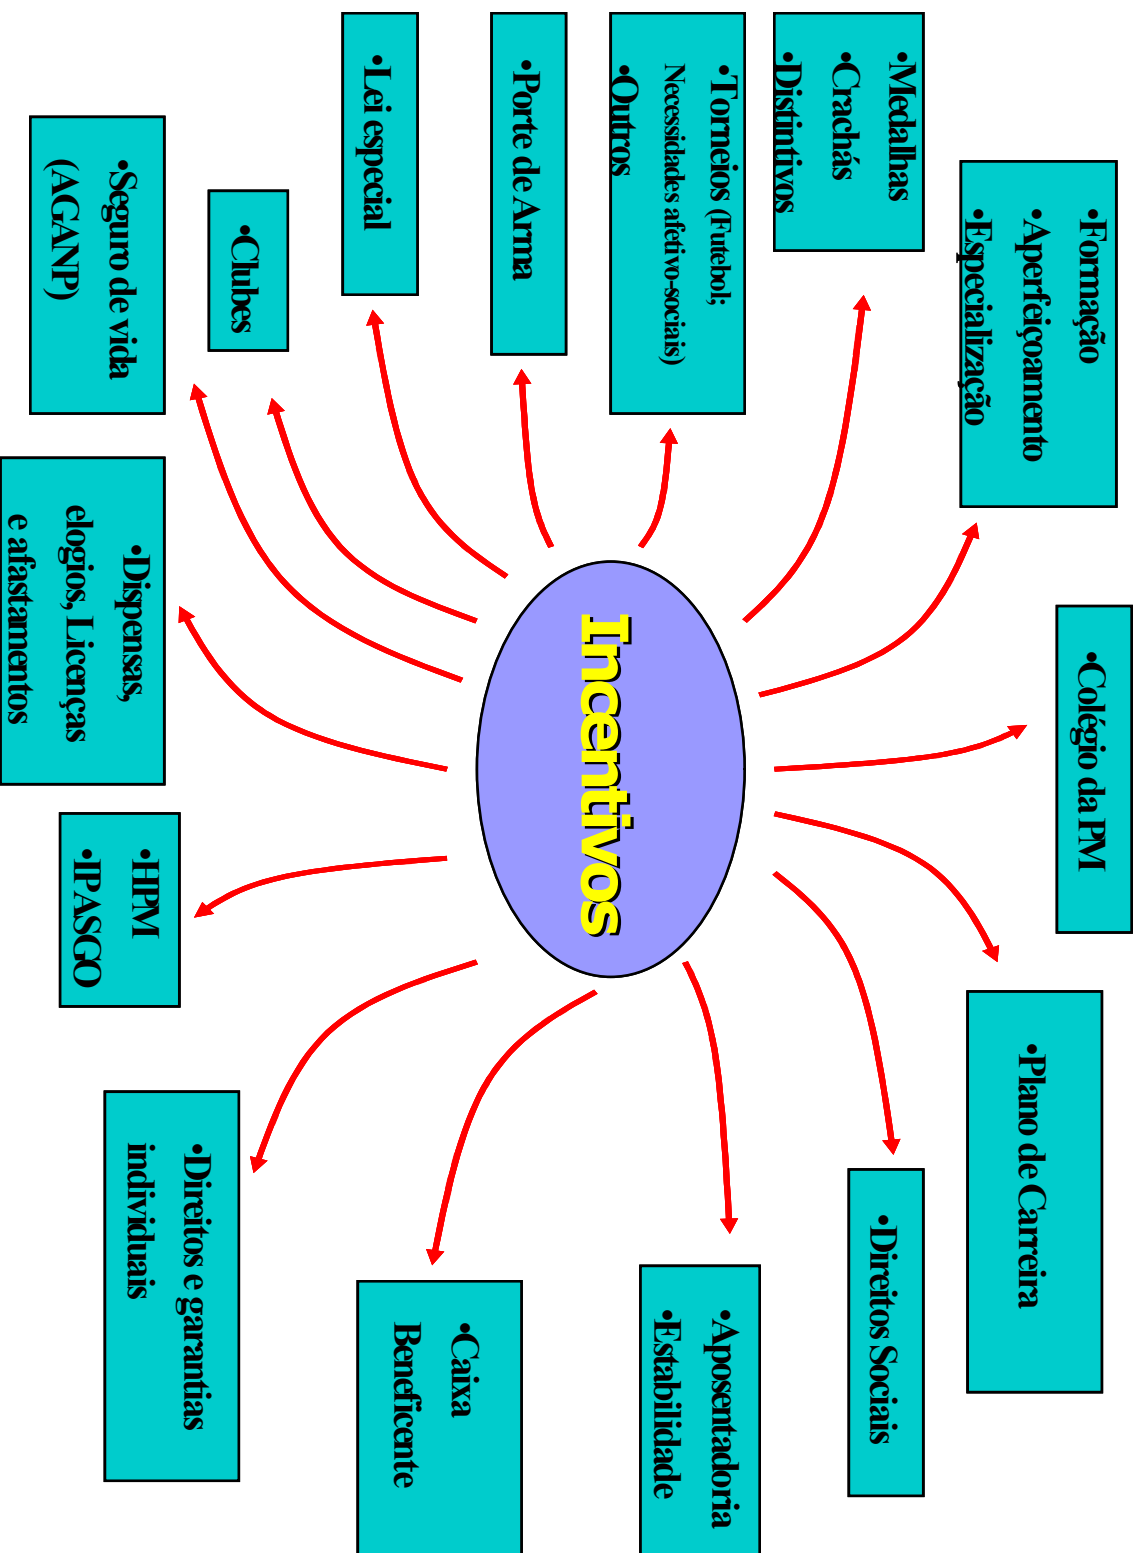 •Colégio da PM
•Formação
•Aperfeiçoamento
•Especialização
•Plano de Carreira
•Medalhas
•Crachás
•Distintivos
•Direitos Sociais
•Torneios (Futebol;
Necessidades afetivo-sociais)
•Outros
•Aposentadoria
•Estabilidade
Incentivos
•Porte de Arma
•Caixa
Beneficente
•Lei especial
•Clubes
•Direitos e garantias
individuais
•Seguro de vida
(AGANP)
•Dispensas,
elogios, Licenças
e afastamentos
•HPM
•IPASGO